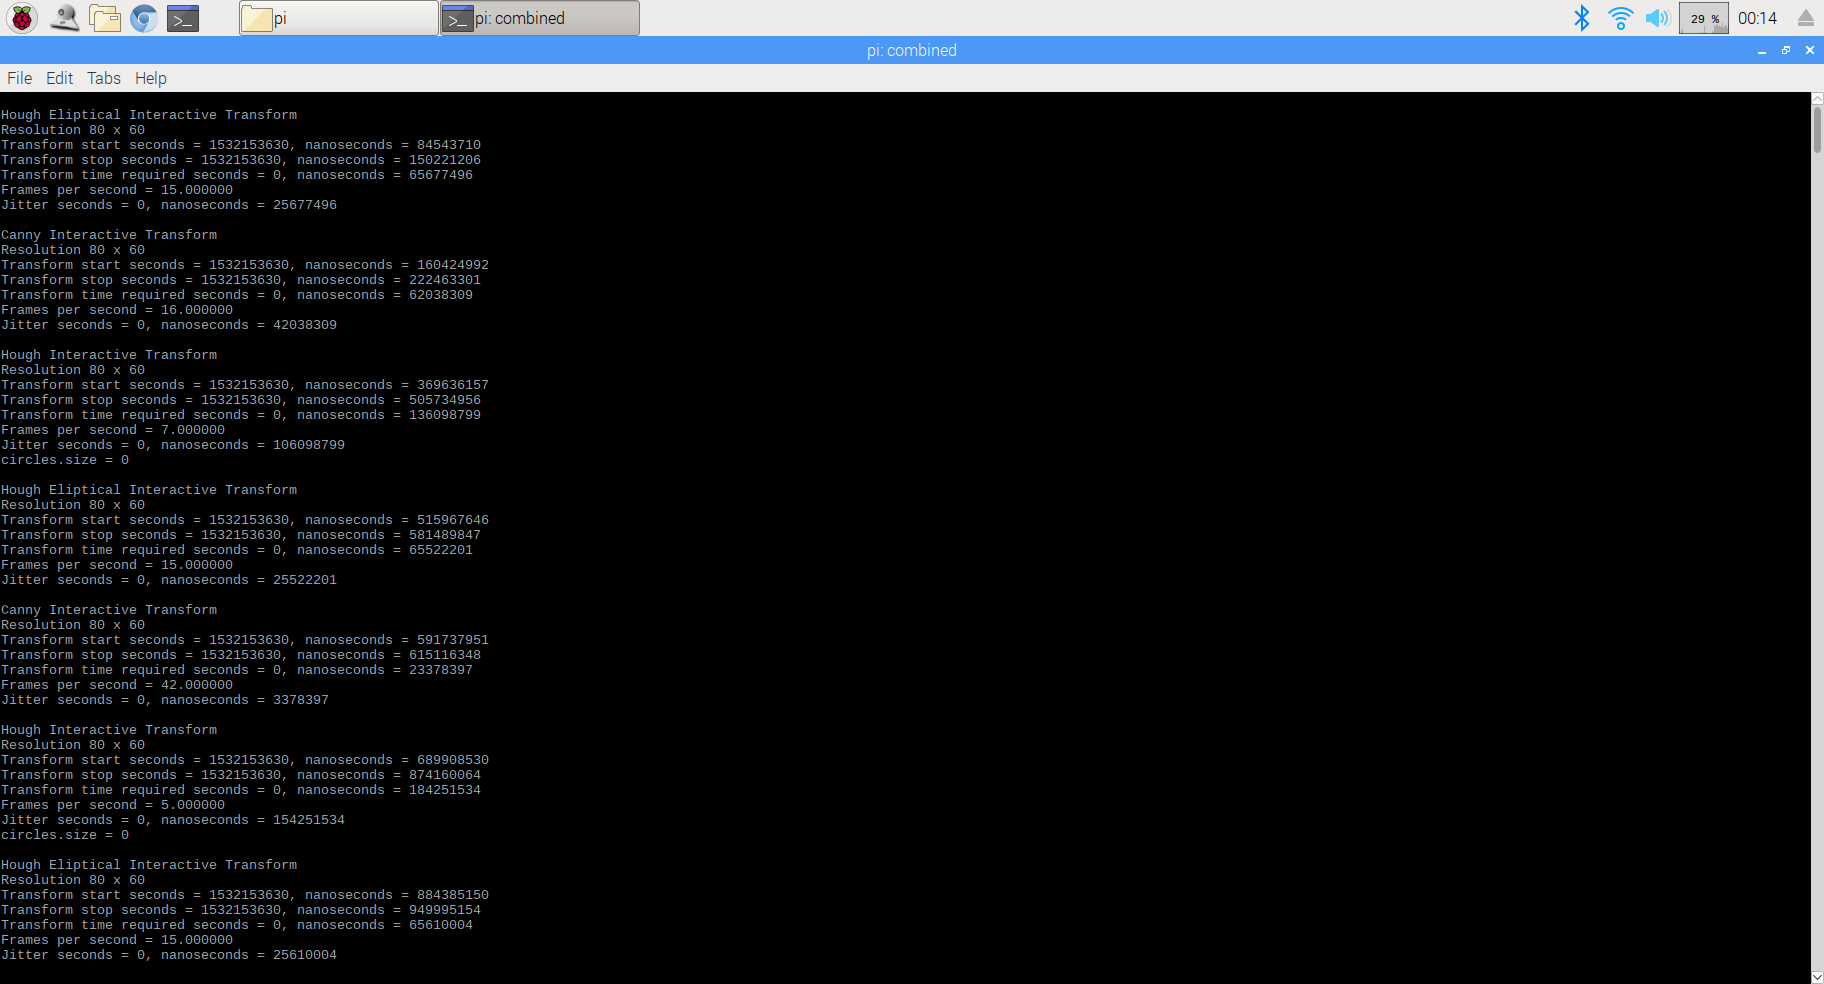 pi
pi: combined
29 %
00:14
pi: combined
File Edit Tabs Help
Hough Eliptical Interactive Transform
Resolution 80 x 60
Transform start seconds = 1532153630, nanoseconds = 84543710
Transform stop seconds = 1532153630, nanoseconds = 150221206
Transform time required seconds = 0, nanoseconds = 65677496
Frames per second = 15.000000
Jitter seconds = 0, nanoseconds = 25677496
Canny Interactive Transform
Resolution 80 x 60
Transform start seconds = 1532153630, nanoseconds = 160424992
Transform stop seconds = 1532153630, nanoseconds = 222463301
Transform time required seconds = 0, nanoseconds = 62038309
Frames per second = 16.000000
Jitter seconds = 0, nanoseconds = 42038309
Hough Interactive Transform
Resolution 80 x 60
Transform start seconds = 1532153630, nanoseconds = 369636157
Transform stop seconds = 1532153630, nanoseconds = 505734956
Transform time required seconds = 0, nanoseconds = 136098799
Frames per second = 7.000000
Jitter seconds = 0, nanoseconds = 106098799
circles.size = 0
Hough Eliptical Interactive Transform
Resolution 80 x 60
Transform start seconds = 1532153630, nanoseconds = 515967646
Transform stop seconds = 1532153630, nanoseconds = 581489847
Transform time required seconds = 0, nanoseconds = 65522201
Frames per second = 15.000000
Jitter seconds = 0, nanoseconds = 25522201
Canny Interactive Transform
Resolution 80 x 60
Transform start seconds = 1532153630, nanoseconds = 591737951
Transform stop seconds = 1532153630, nanoseconds = 615116348
Transform time required seconds = 0, nanoseconds = 23378397
Frames per second = 42.000000
Jitter seconds = 0, nanoseconds = 3378397
Hough Interactive Transform
Resolution 80 x 60
Transform start seconds = 1532153630, nanoseconds = 689908530
Transform stop seconds = 1532153630, nanoseconds = 874160064
Transform time required seconds = 0, nanoseconds = 184251534
Frames per second = 5.000000
Jitter seconds = 0, nanoseconds = 154251534
circles.size = 0
Hough Eliptical Interactive Transform
Resolution 80 x 60
Transform start seconds = 1532153630, nanoseconds = 884385150
Transform stop seconds = 1532153630, nanoseconds = 949995154
Transform time required seconds = 0, nanoseconds = 65610004
Frames per second = 15.000000
Jitter seconds = 0, nanoseconds = 25610004